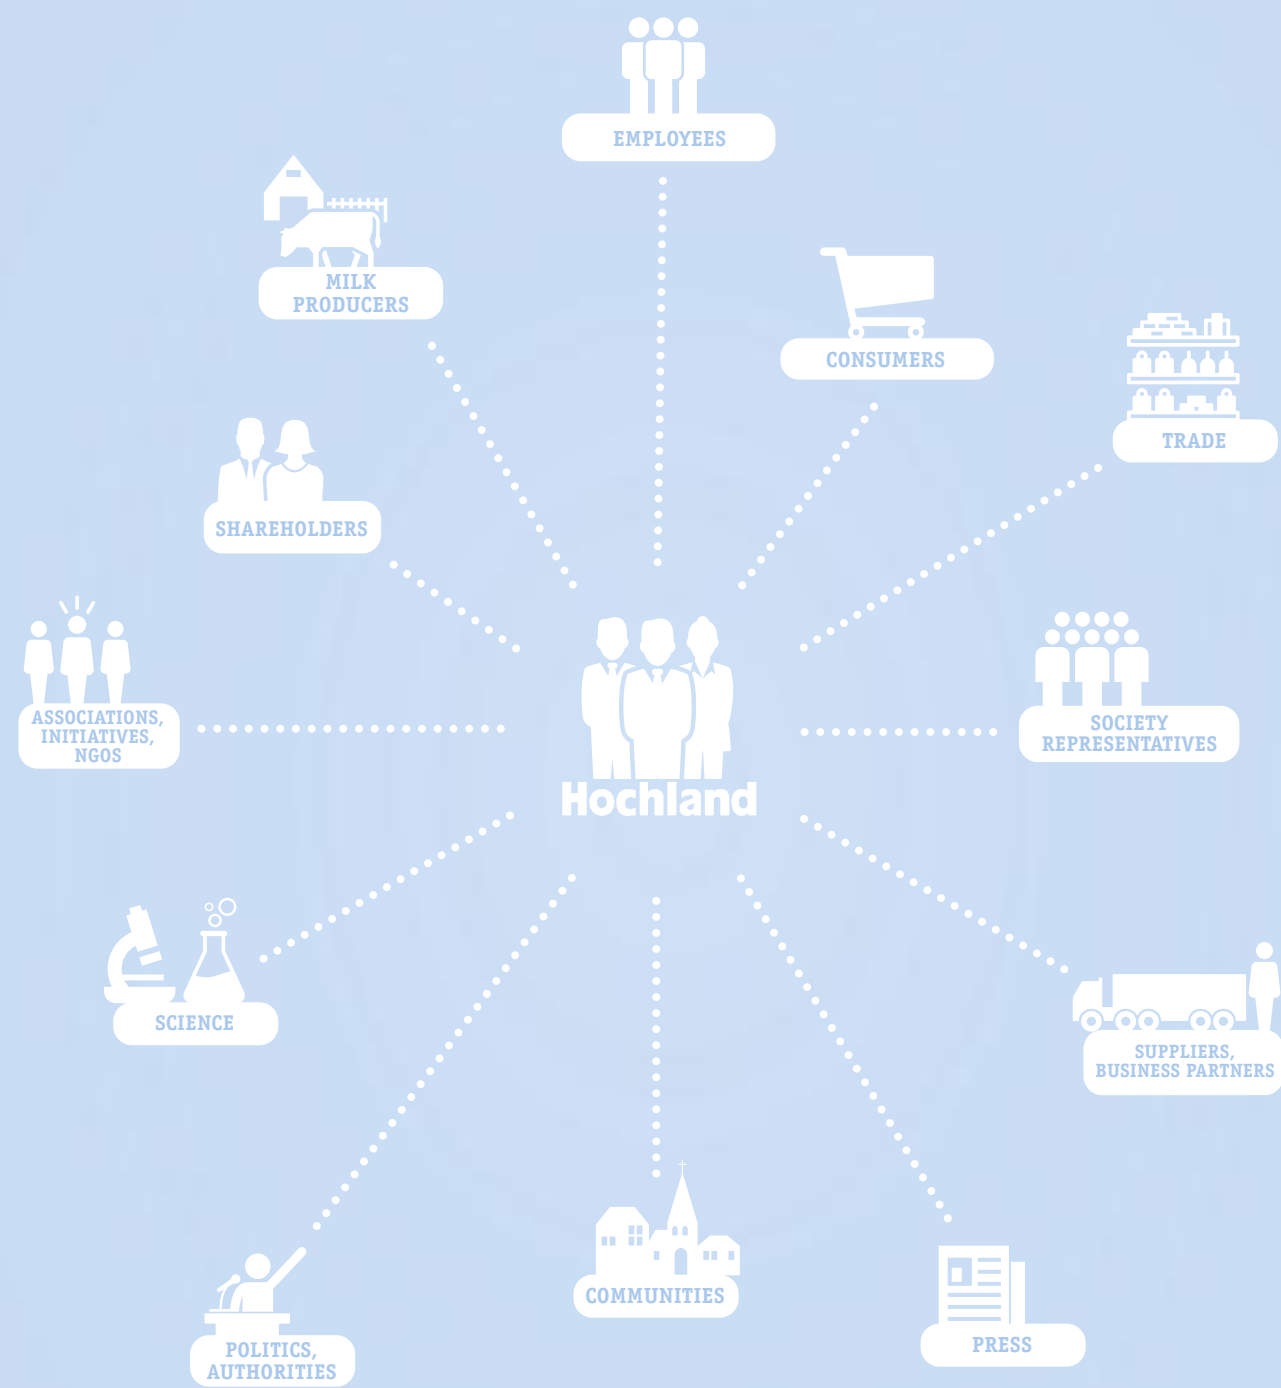 EMPLOYEES
MILK
PRODUCERS
CONSUMERS
TRADE
SHAREHOLDERS
ASSOCIATIONS,
INITIATIVES,
NGOS
SOCIETY
REPRESENTATIVES
Hochland
SCIENCE
SUPPLIERS,
BUSINESS PARTNERS
COMMUNITIES
PRESS
POLITICS,
AUTHORITIES